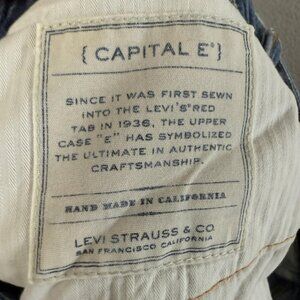 { CAPITAL E® }
SINCE IT WAS FIRST SEWN
INTO THE LEVI'S® RED
TAB IN 1936, THE UPPER
CASE "E" HAS SYMBOLIZED
THE ULTIMATE IN AUTHENTIC
CRAFTSMANSHIP.
HAND MADE IN CALIFORNIA
LEVI STRAUSS & CO.
SAN FRANCISCO CALIFORNIA